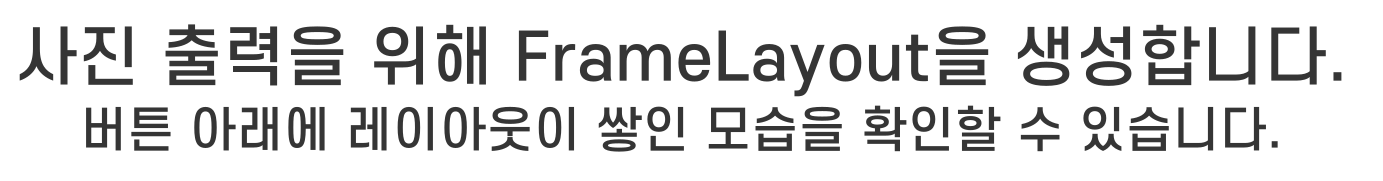 사진 출력을 위해 FrameLayout을 생성합니다.
버튼 아래에 레이아웃이 쌓인 모습을 확인할 수 있습니다.